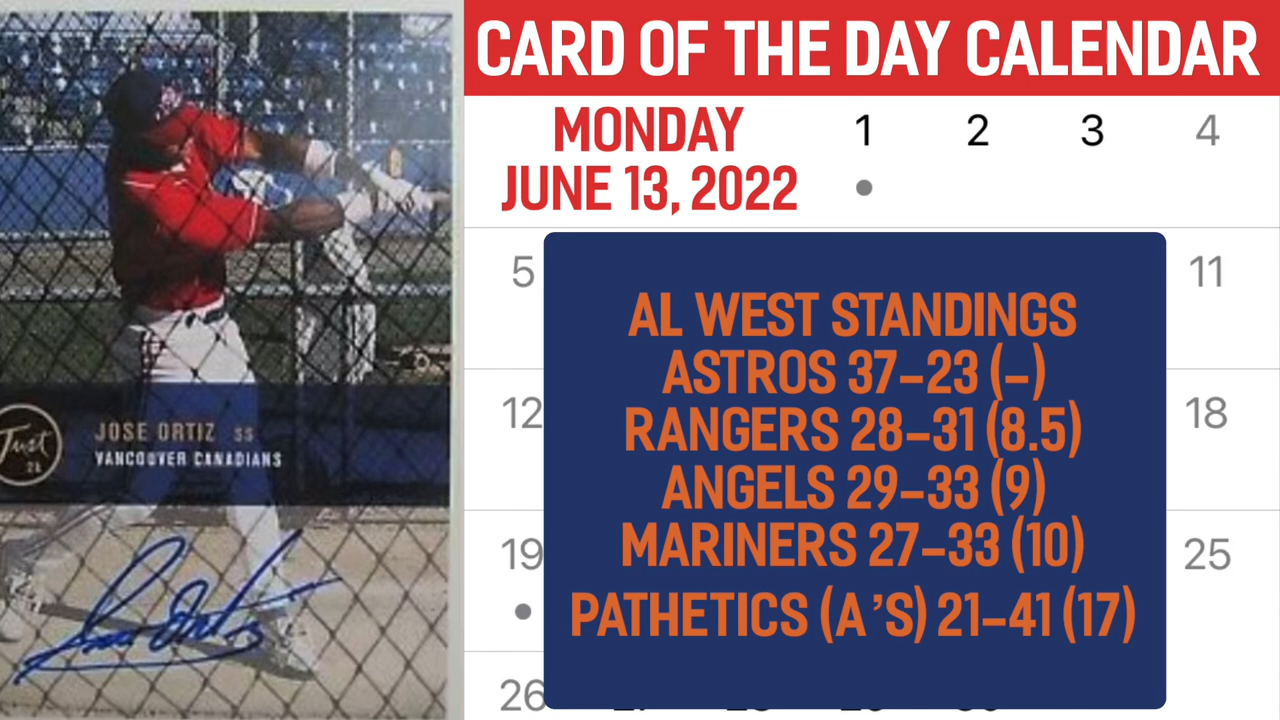 CARD OF THE DAY CALENDAR
MONDAY
JUNE 13, 2022
1 2 3 4
5 11
12 18
19 25
26
AL WEST STANDINGS
ASTROS 37–23 (–)
RANGERS 28–31 (8.5)
ANGELS 29–33 (9)
MARINERS 27–33 (10)
PATHETICS (A'S) 21–41 (17)
Just
JOSE ORTIZ SS
VANCOUVER CANADIANS
Jose Ortiz